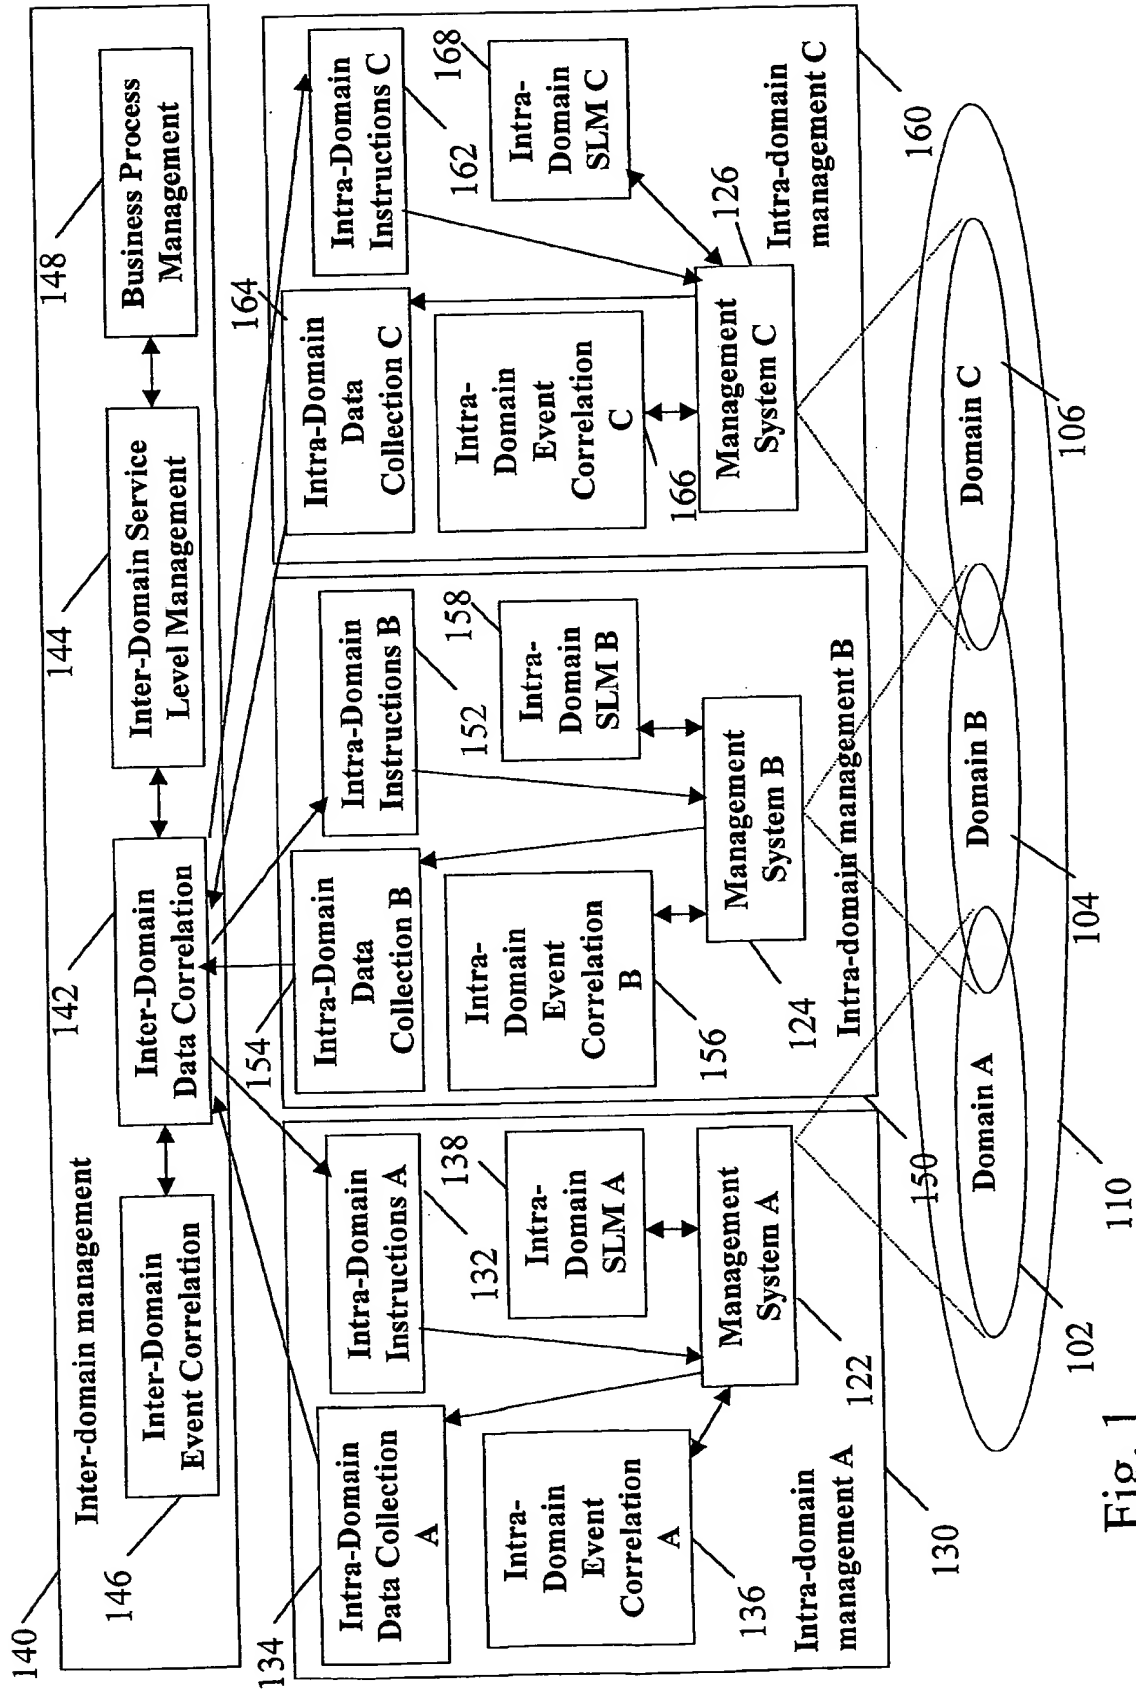 140
Inter-domain management
146
Inter-Domain
Event Correlation
142
Inter-Domain
Data Correlation
144
Inter-Domain Service
Level Management
148
Business Process
Management
134
Intra-Domain
Data Collection
A
Intra-Domain
Instructions A
132
138
Intra-
Domain
SLM A
Intra-
Domain
Event
Correlation
A
136
Management
System A
122
Intra-domain
management A
130
154
Intra-Domain
Data
Collection B
Intra-Domain
Instructions B
152
158
Intra-
Domain
SLM B
Intra-
Domain
Event
Correlation
B
156
Management
System B
124
Intra-domain management B
150
164
Intra-Domain
Data
Collection C
Intra-Domain
Instructions C
162
168
Intra-
Domain
SLM C
Intra-
Domain
Event
Correlation
C
166
Management
System C
126
Intra-domain
management C
160
Domain A
Domain B
Domain C
102
110
104
106
Fig. 1